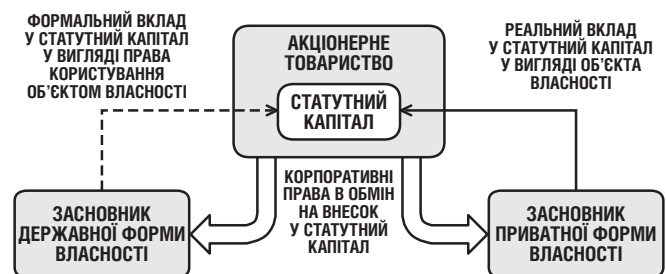 ФОРМАЛЬНИЙ ВКЛАД
У СТАТУТНИЙ КАПІТАЛ
У ВИГЛЯДІ ПРАВА
КОРИСТУВАННЯ
ОБ’ЄКТОМ ВЛАСНОСТІ
АКЦІОНЕРНЕ
ТОВАРИСТВО
СТАТУТНИЙ
КАПІТАЛ
РЕАЛЬНИЙ ВКЛАД
У СТАТУТНИЙ КАПІТАЛ
У ВИГЛЯДІ ОБ’ЄКТА
ВЛАСНОСТІ
ЗАСНОВНИК
ДЕРЖАВНОЇ ФОРМИ
ВЛАСНОСТІ
КОРПОРАТИВНІ
ПРАВА В ОБМІН
НА ВНЕСОК
У СТАТУТНИЙ
КАПІТАЛ
ЗАСНОВНИК
ПРИВАТНОЇ ФОРМИ
ВЛАСНОСТІ